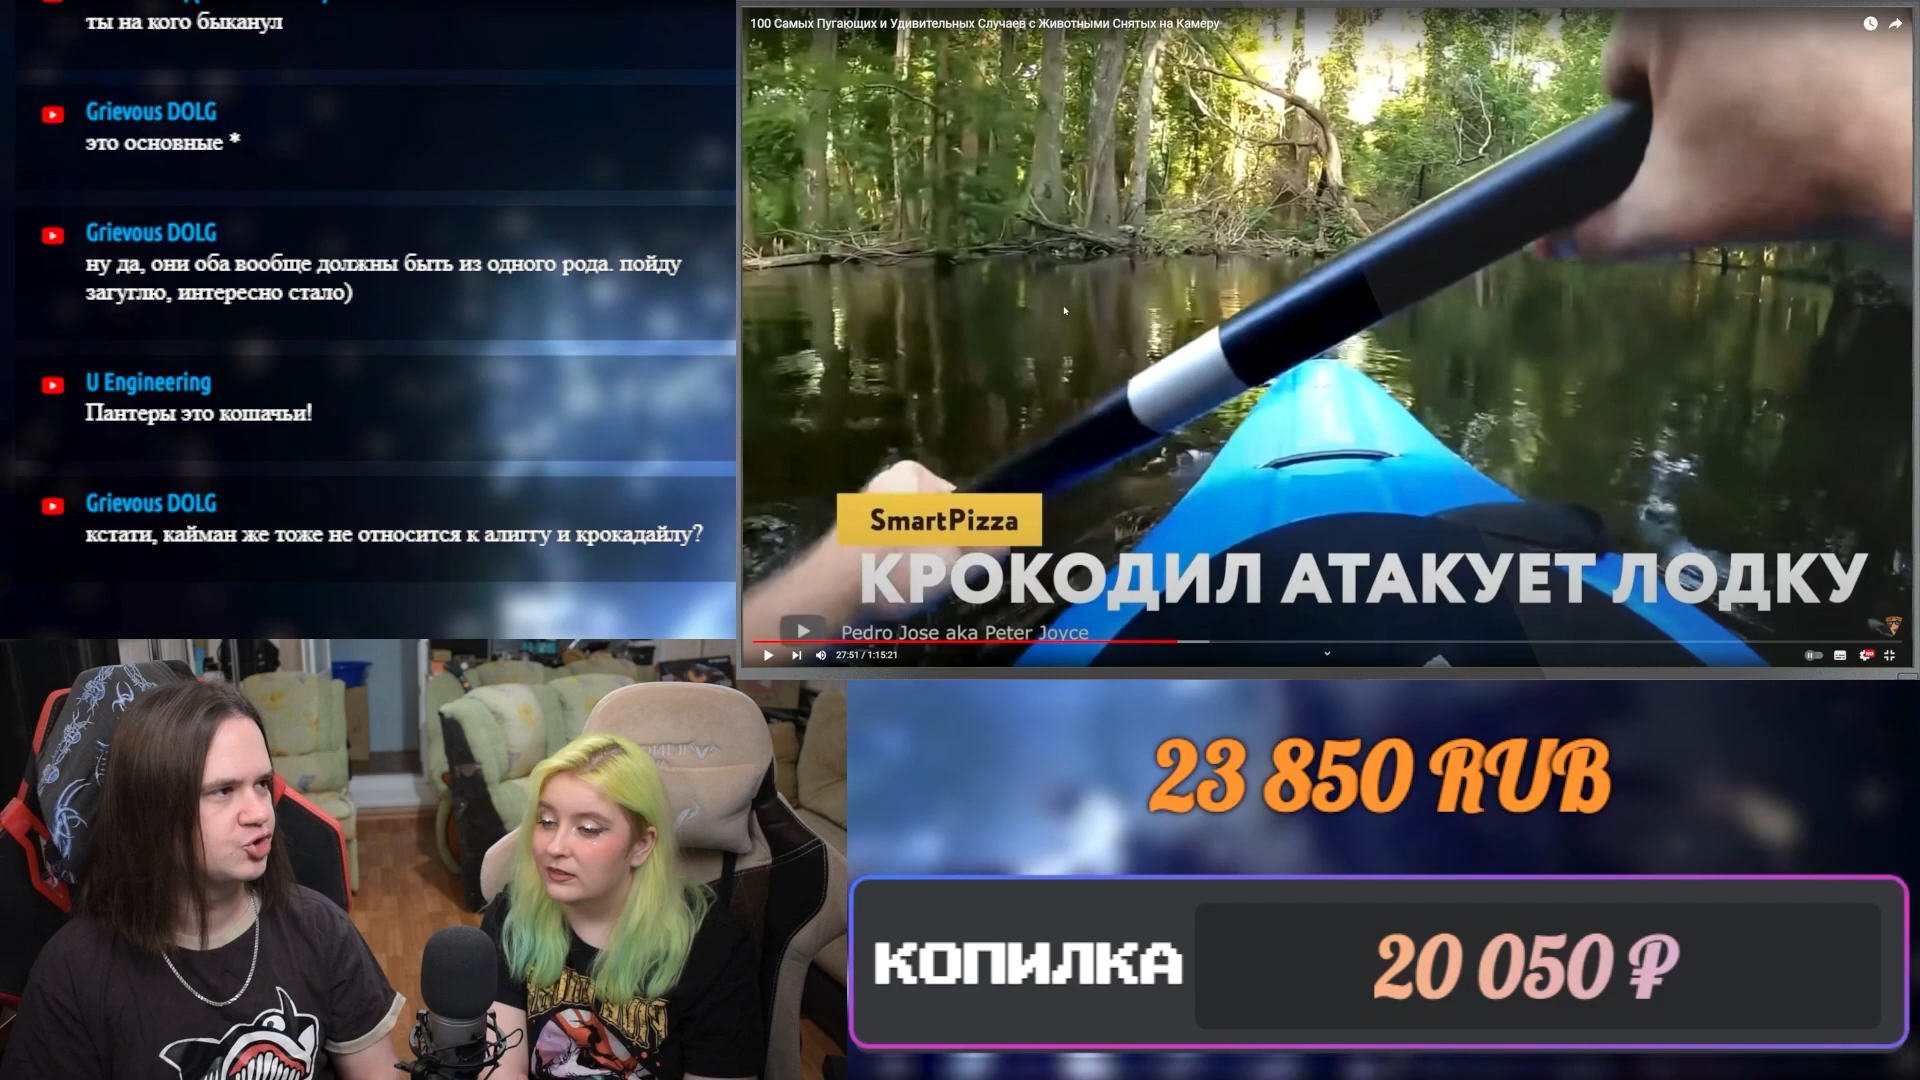 ты на кого быканул
Grievous DOLG
это основные *
Grievous DOLG
ну да, они оба вообще должны быть из одного рода. пойду
загуглю, интересно стало)
U Engineering
Пантеры это кошачьи!
Grievous DOLG
кстати, кайман же тоже не относится к алиггу и крокадайлу?
100 Самых Пугающих и Удивительных Случаев с Животными Снятых на Камеру
SmartPizza
КРОКОДИЛ АТАКУЕТ ЛОДКУ
Pedro Jose aka Peter Joyce
27:51 / 1:15:21
23 850 RUB
КОПИЛКА
20 050 ₽